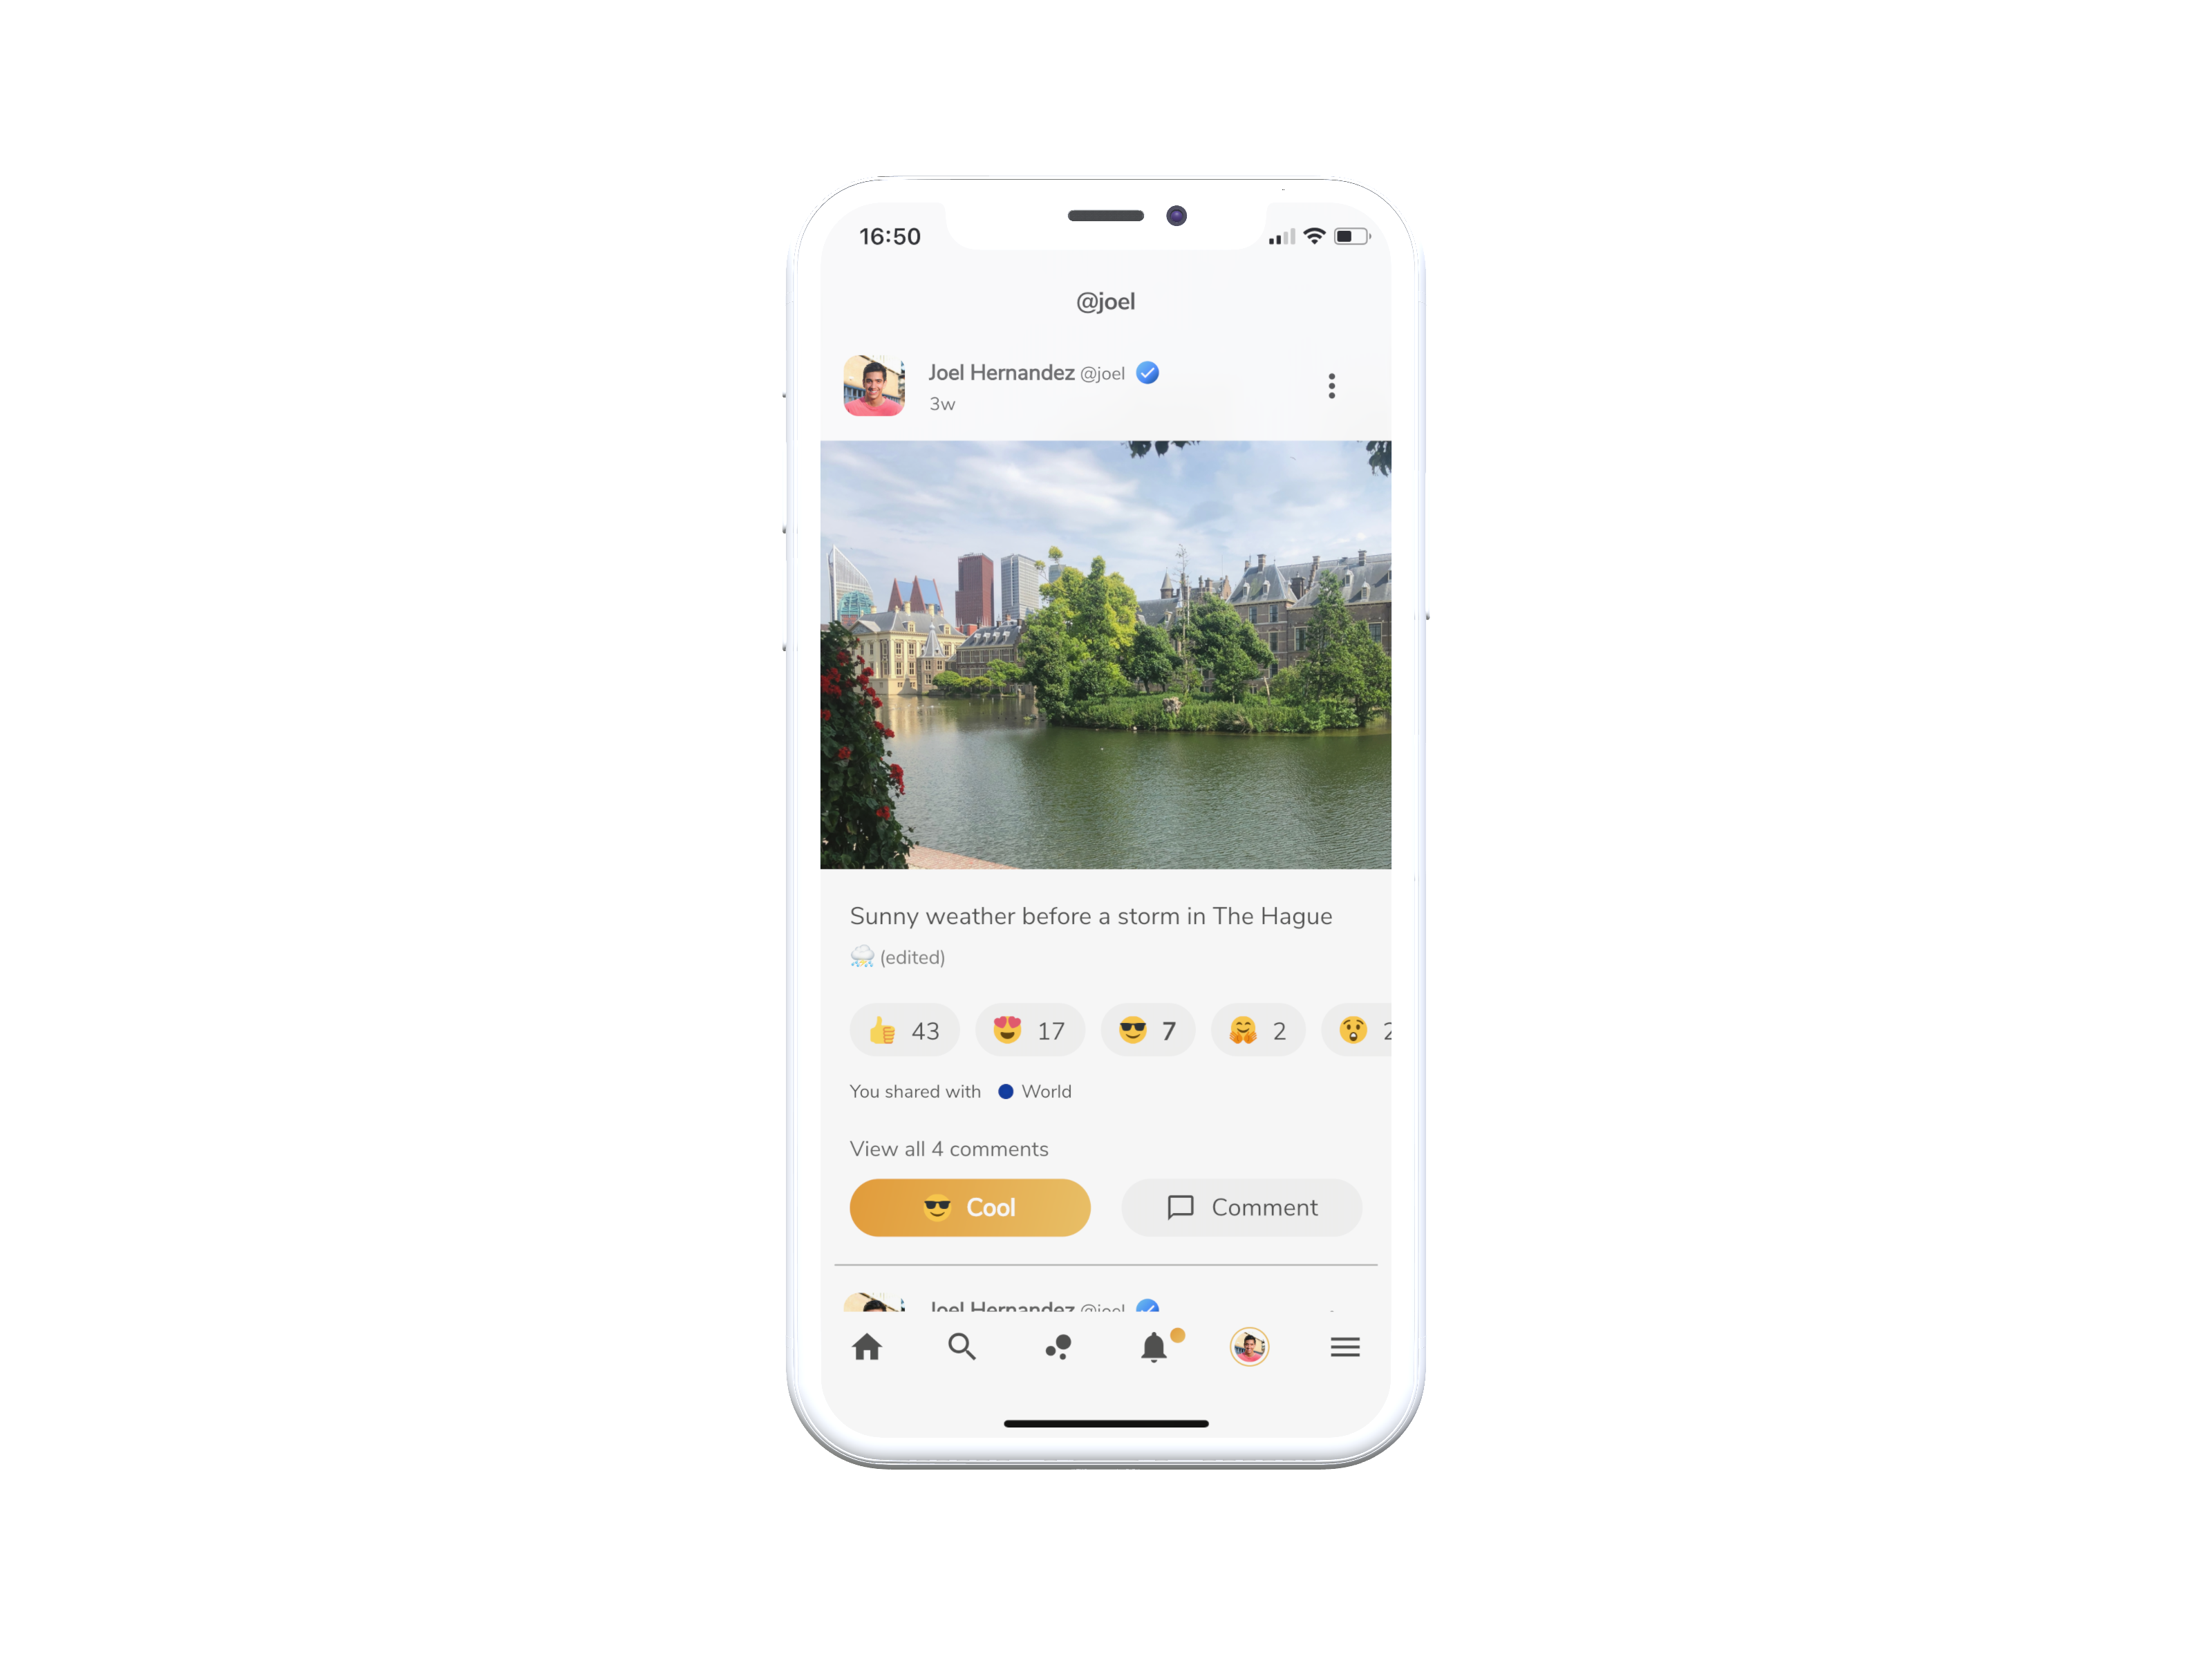 16:50
@joel
Joel Hernandez @joel
3w
Sunny weather before a storm in The Hague
🌧 (edited)
👍 43 😍 17 😎 7 🤗 2 😲 2
You shared with World
View all 4 comments
😎 Cool
Comment
Joel Hernandez @joel